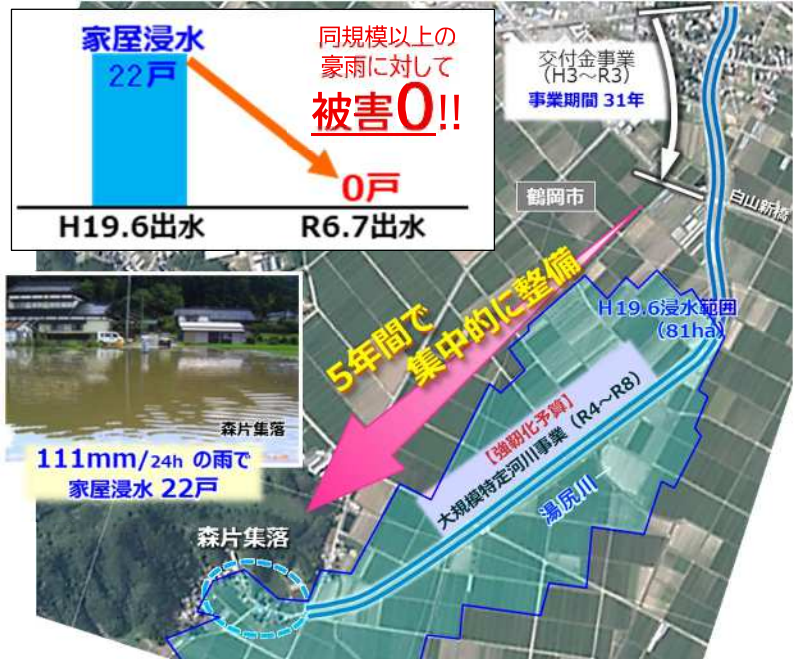 家屋浸水
22戸
同規模以上の
豪雨に対して
被害0!!
0戸
H19.6出水
R6.7出水
交付金事業
(H3～R3)
事業期間 31年
鶴岡市
白山新橋
H19.6浸水範囲
(81ha)
5年間で
集中的に整備
【強靭化予算】
大規模特定河川事業（R4～R8）
湯尻川
森片集落
111mm/24h の雨で
家屋浸水 22戸
森片集落